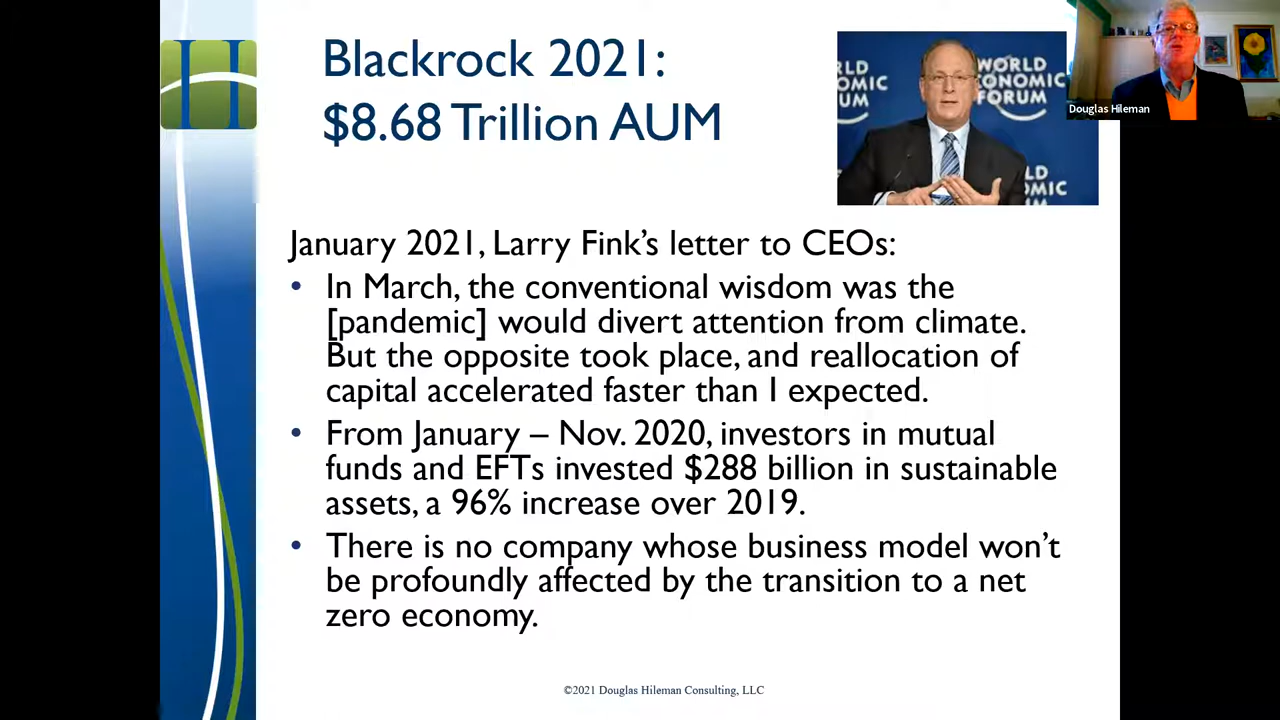 Blackrock 2021:
$8.68 Trillion AUM
WORLD
ECONOMIC
FORUM
RLD
OMIC
UM
LD
OMIC
UM
Douglas Hileman
January 2021, Larry Fink’s letter to CEOs:
• In March, the conventional wisdom was the
[pandemic] would divert attention from climate.
But the opposite took place, and reallocation of
capital accelerated faster than I expected.
• From January – Nov. 2020, investors in mutual
funds and EFTs invested $288 billion in sustainable
assets, a 96% increase over 2019.
• There is no company whose business model won’t
be profoundly affected by the transition to a net
zero economy.
©2021 Douglas Hileman Consulting, LLC